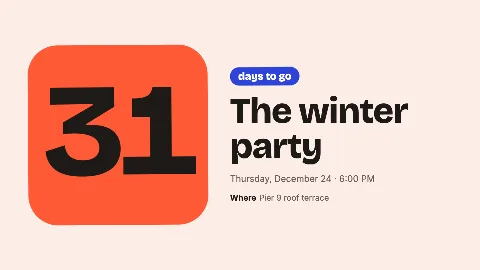 31
days to go
The winter
party
Thursday, December 24 · 6:00 PM
Where Pier 9 roof terrace